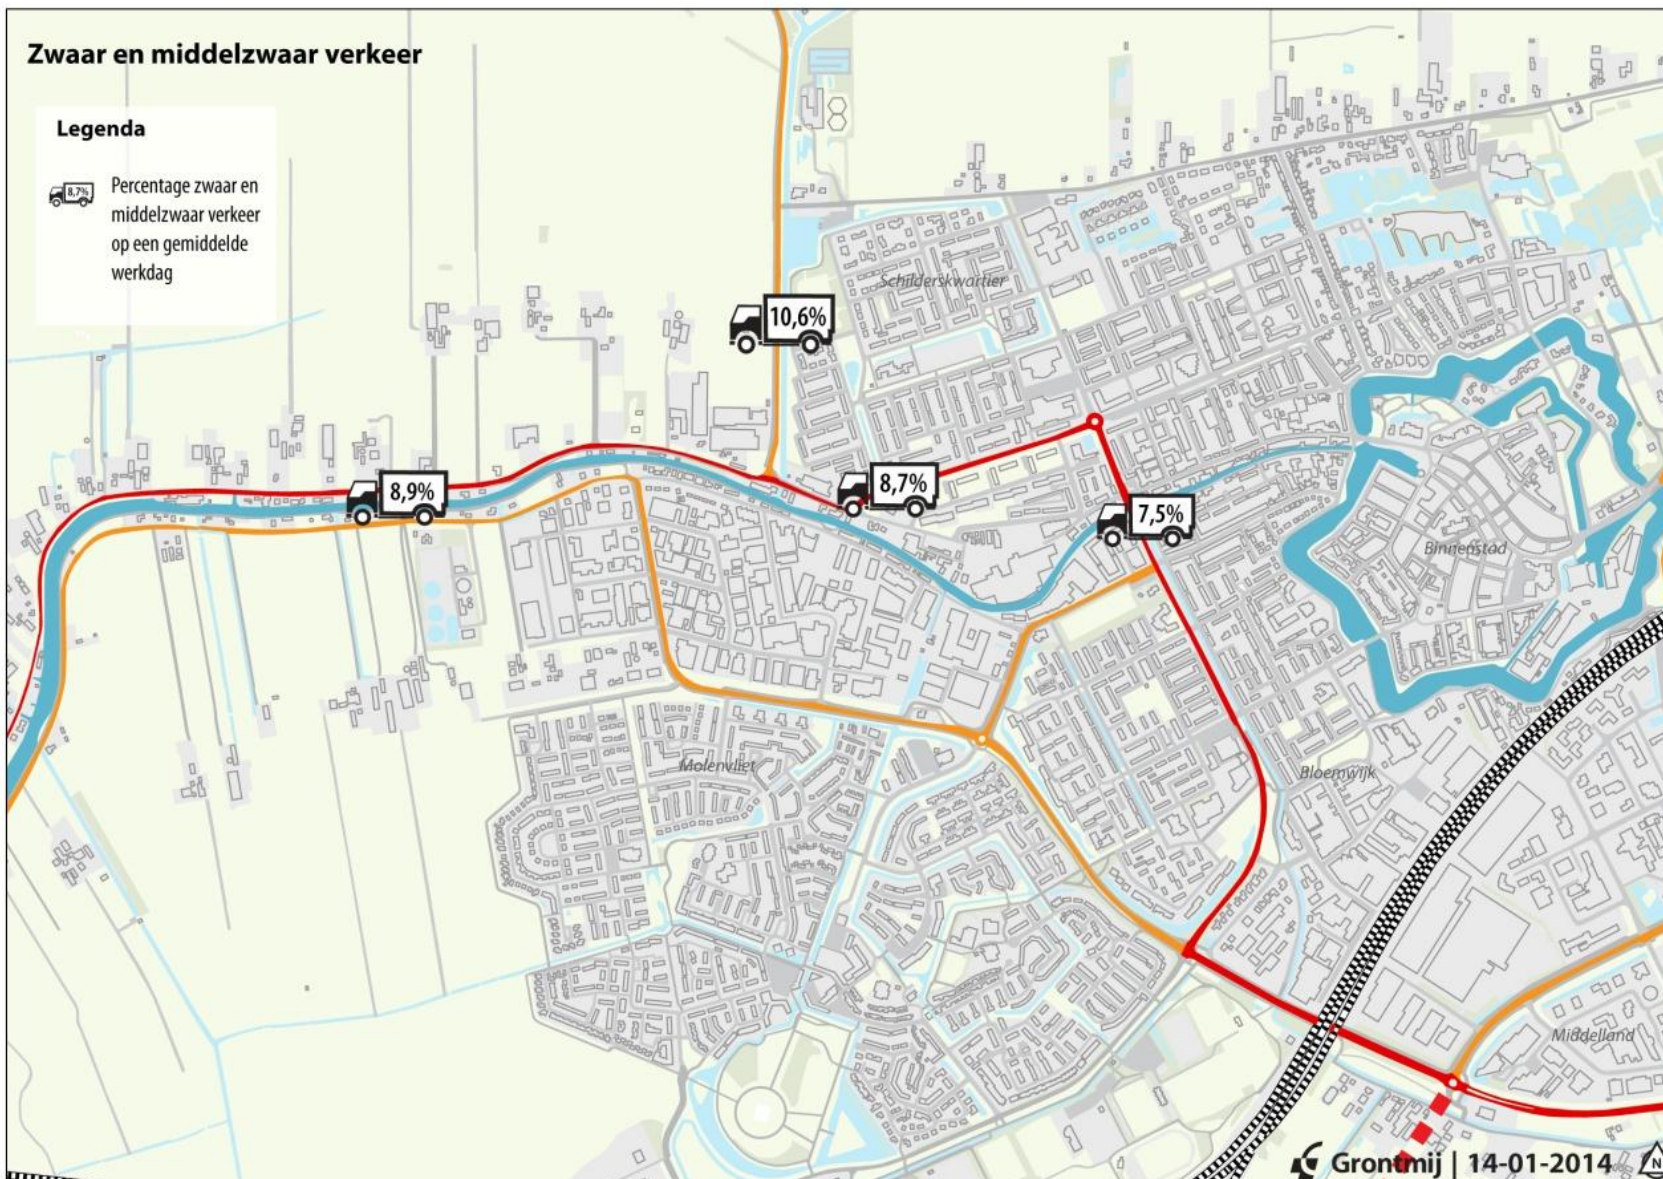 Zwaar en middelzwaar verkeer
Legenda
8,7%
Percentage zwaar en
middelzwaar verkeer
op een gemiddelde
werkdag
Schilderskwartier
10,6%
8,9%
8,7%
7,5%
Binnenstad
Molenvliet
Bloemwijk
Middelland
Grontmij | 14-01-2014
N